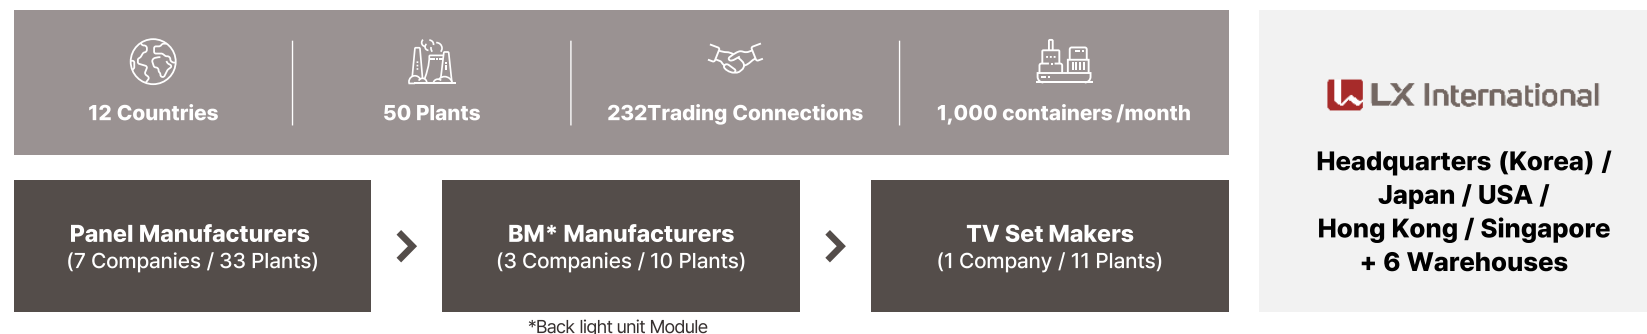 12 Countries
50 Plants
232Trading Connections
1,000 containers /month
Panel Manufacturers
(7 Companies / 33 Plants)
BM* Manufacturers
(3 Companies / 10 Plants)
*Back light unit Module
TV Set Makers
(1 Company / 11 Plants)
LX International
Headquarters (Korea) /
Japan / USA /
Hong Kong / Singapore
+ 6 Warehouses